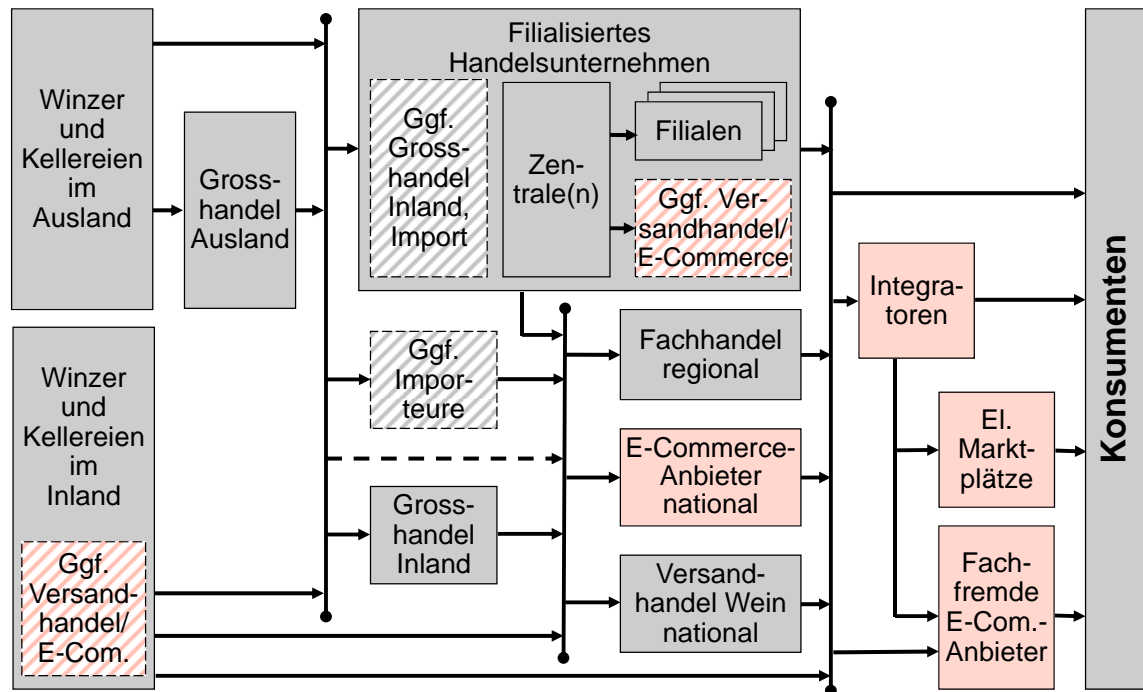 Winzer
und
Kellereien
im
Ausland
Gross-
handel
Ausland
Winzer
und
Kellereien
im
Inland
Ggf.
Versand-
handel/
E-Com.
Filialisiertes
Handelsunternehmen
Ggf.
Gross-
handel
Inland,
Import
Zen-
trale(n)
Filialen
Ggf. Ver-
sandhandel/
E-Commerce
Ggf.
Impor-
teure
Gross-
handel
Inland
Fachhandel
regional
E-Commerce-
Anbieter
national
Versand-
handel Wein
national
Integra-
toren
El.
Markt-
plätze
Fach-
fremde
E-Com.-
Anbieter
Konsumenten